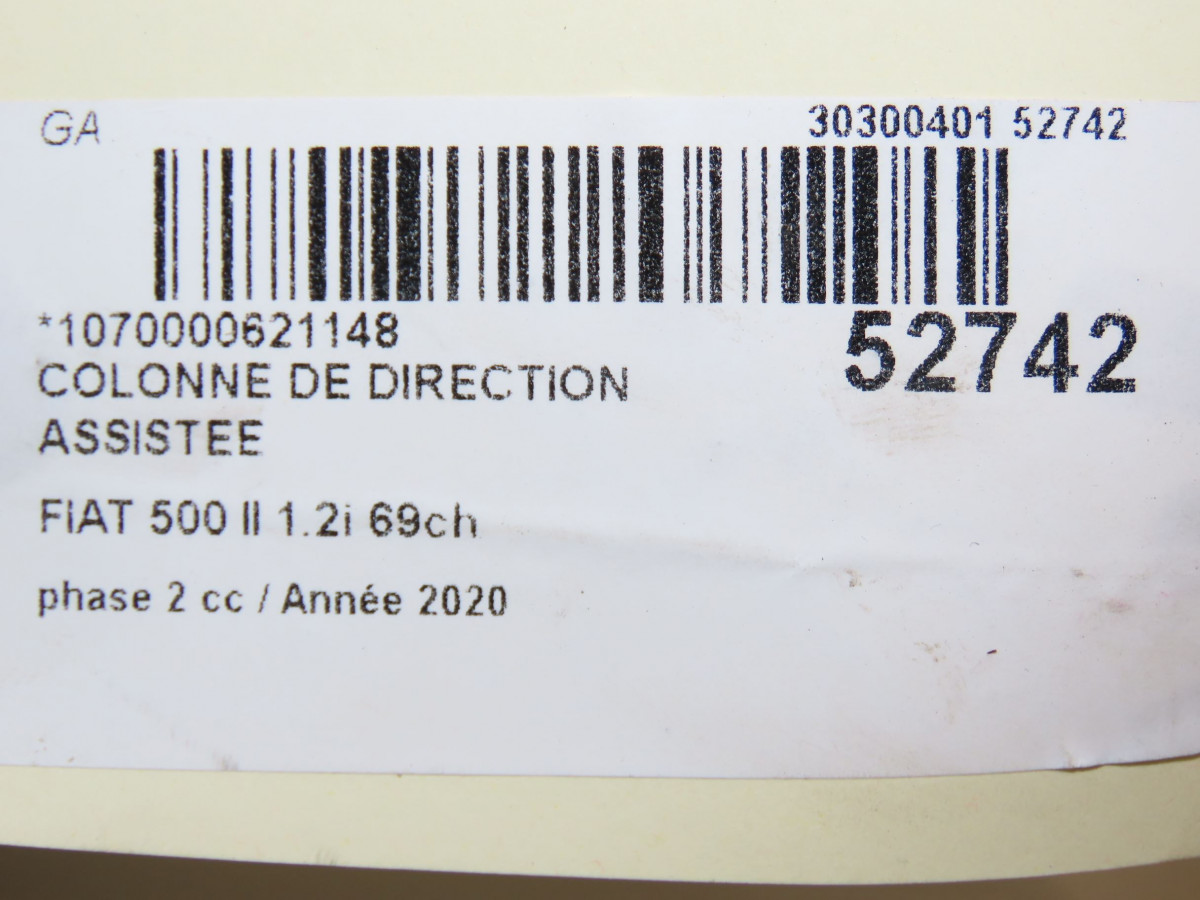 GA 30300401 52742
*1070000621148
52742
COLONNE DE DIRECTION
ASSISTEE
FIAT 500 II 1.2i 69ch
phase 2 cc / Année 2020